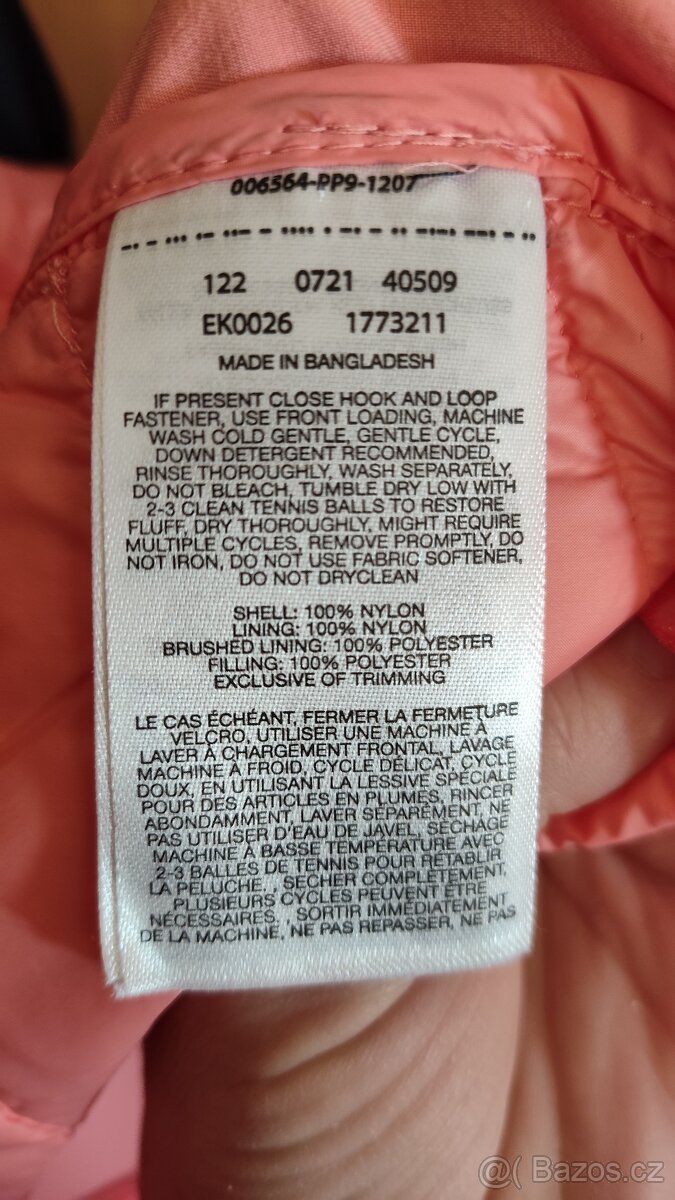 006564-PP9-1207
122 0721 40509
EK0026 1773211
MADE IN BANGLADESH
IF PRESENT CLOSE HOOK AND LOOP
FASTENER, USE FRONT LOADING, MACHINE
WASH COLD GENTLE, GENTLE CYCLE,
DOWN DETERGENT RECOMMENDED,
RINSE THOROUGHLY, WASH SEPARATELY,
DO NOT BLEACH, TUMBLE DRY LOW WITH
2-3 CLEAN TENNIS BALLS TO RESTORE
FLUFF, DRY THOROUGHLY, MIGHT REQUIRE
MULTIPLE CYCLES, REMOVE PROMPTLY, DO
NOT IRON, DO NOT USE FABRIC SOFTENER,
DO NOT DRYCLEAN
SHELL: 100% NYLON
LINING: 100% NYLON
BRUSHED LINING: 100% POLYESTER
FILLING: 100% POLYESTER
EXCLUSIVE OF TRIMMING
LE CAS ÉCHÉANT, FERMER LA FERMETURE
VELCRO, UTILISER UNE MACHINE À
LAVER À CHARGEMENT FRONTAL, LAVAGE
MACHINE À FROID, CYCLE DÉLICAT, CYCLE
DOUX, EN UTILISANT LA LESSIVE SPÉCIALE
POUR DES ARTICLES EN PLUMES, RINCER
ABONDAMMENT, LAVER SÉPARÉMENT, NE
PAS UTILISER D'EAU DE JAVEL, SÉCHAGE
MACHINE À BASSE TEMPÉRATURE AVEC
2-3 BALLES DE TENNIS POUR RÉTABLIR
LA PELUCHE. , SÉCHER COMPLÈTEMENT,
PLUSIEURS CYCLES PEUVENT ÊTRE
NÉCESSAIRES. , SORTIR IMMÉDIATEMENT
DE LA MACHINE, NE PAS REPASSER, NE PAS
@( Bazos.cz